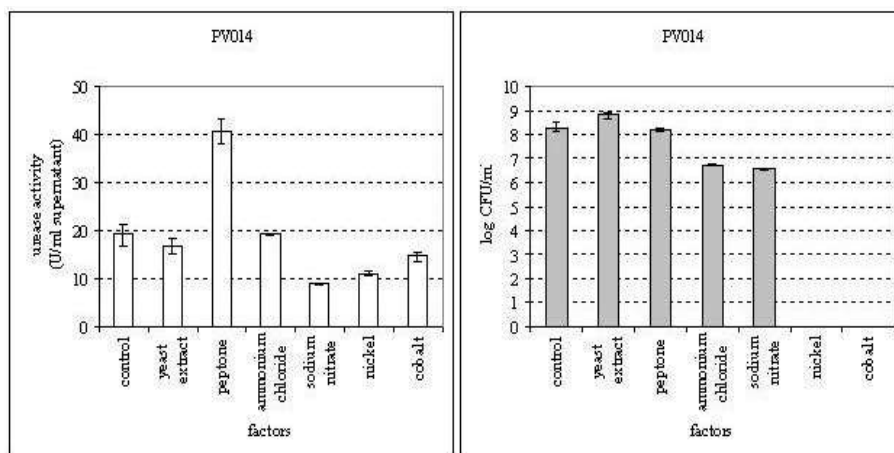 PV014
urease activity
(U/ml supernatant)
50
40
30
20
10
0
control
yeast
extract
peptone
ammonium
chloride
sodium
nitrate
nickel
cobalt
factors
PV014
log CFU/ml
10
9
8
7
6
5
4
3
2
1
0
control
yeast
extract
peptone
ammonium
chloride
sodium
nitrate
nickel
cobalt
factors